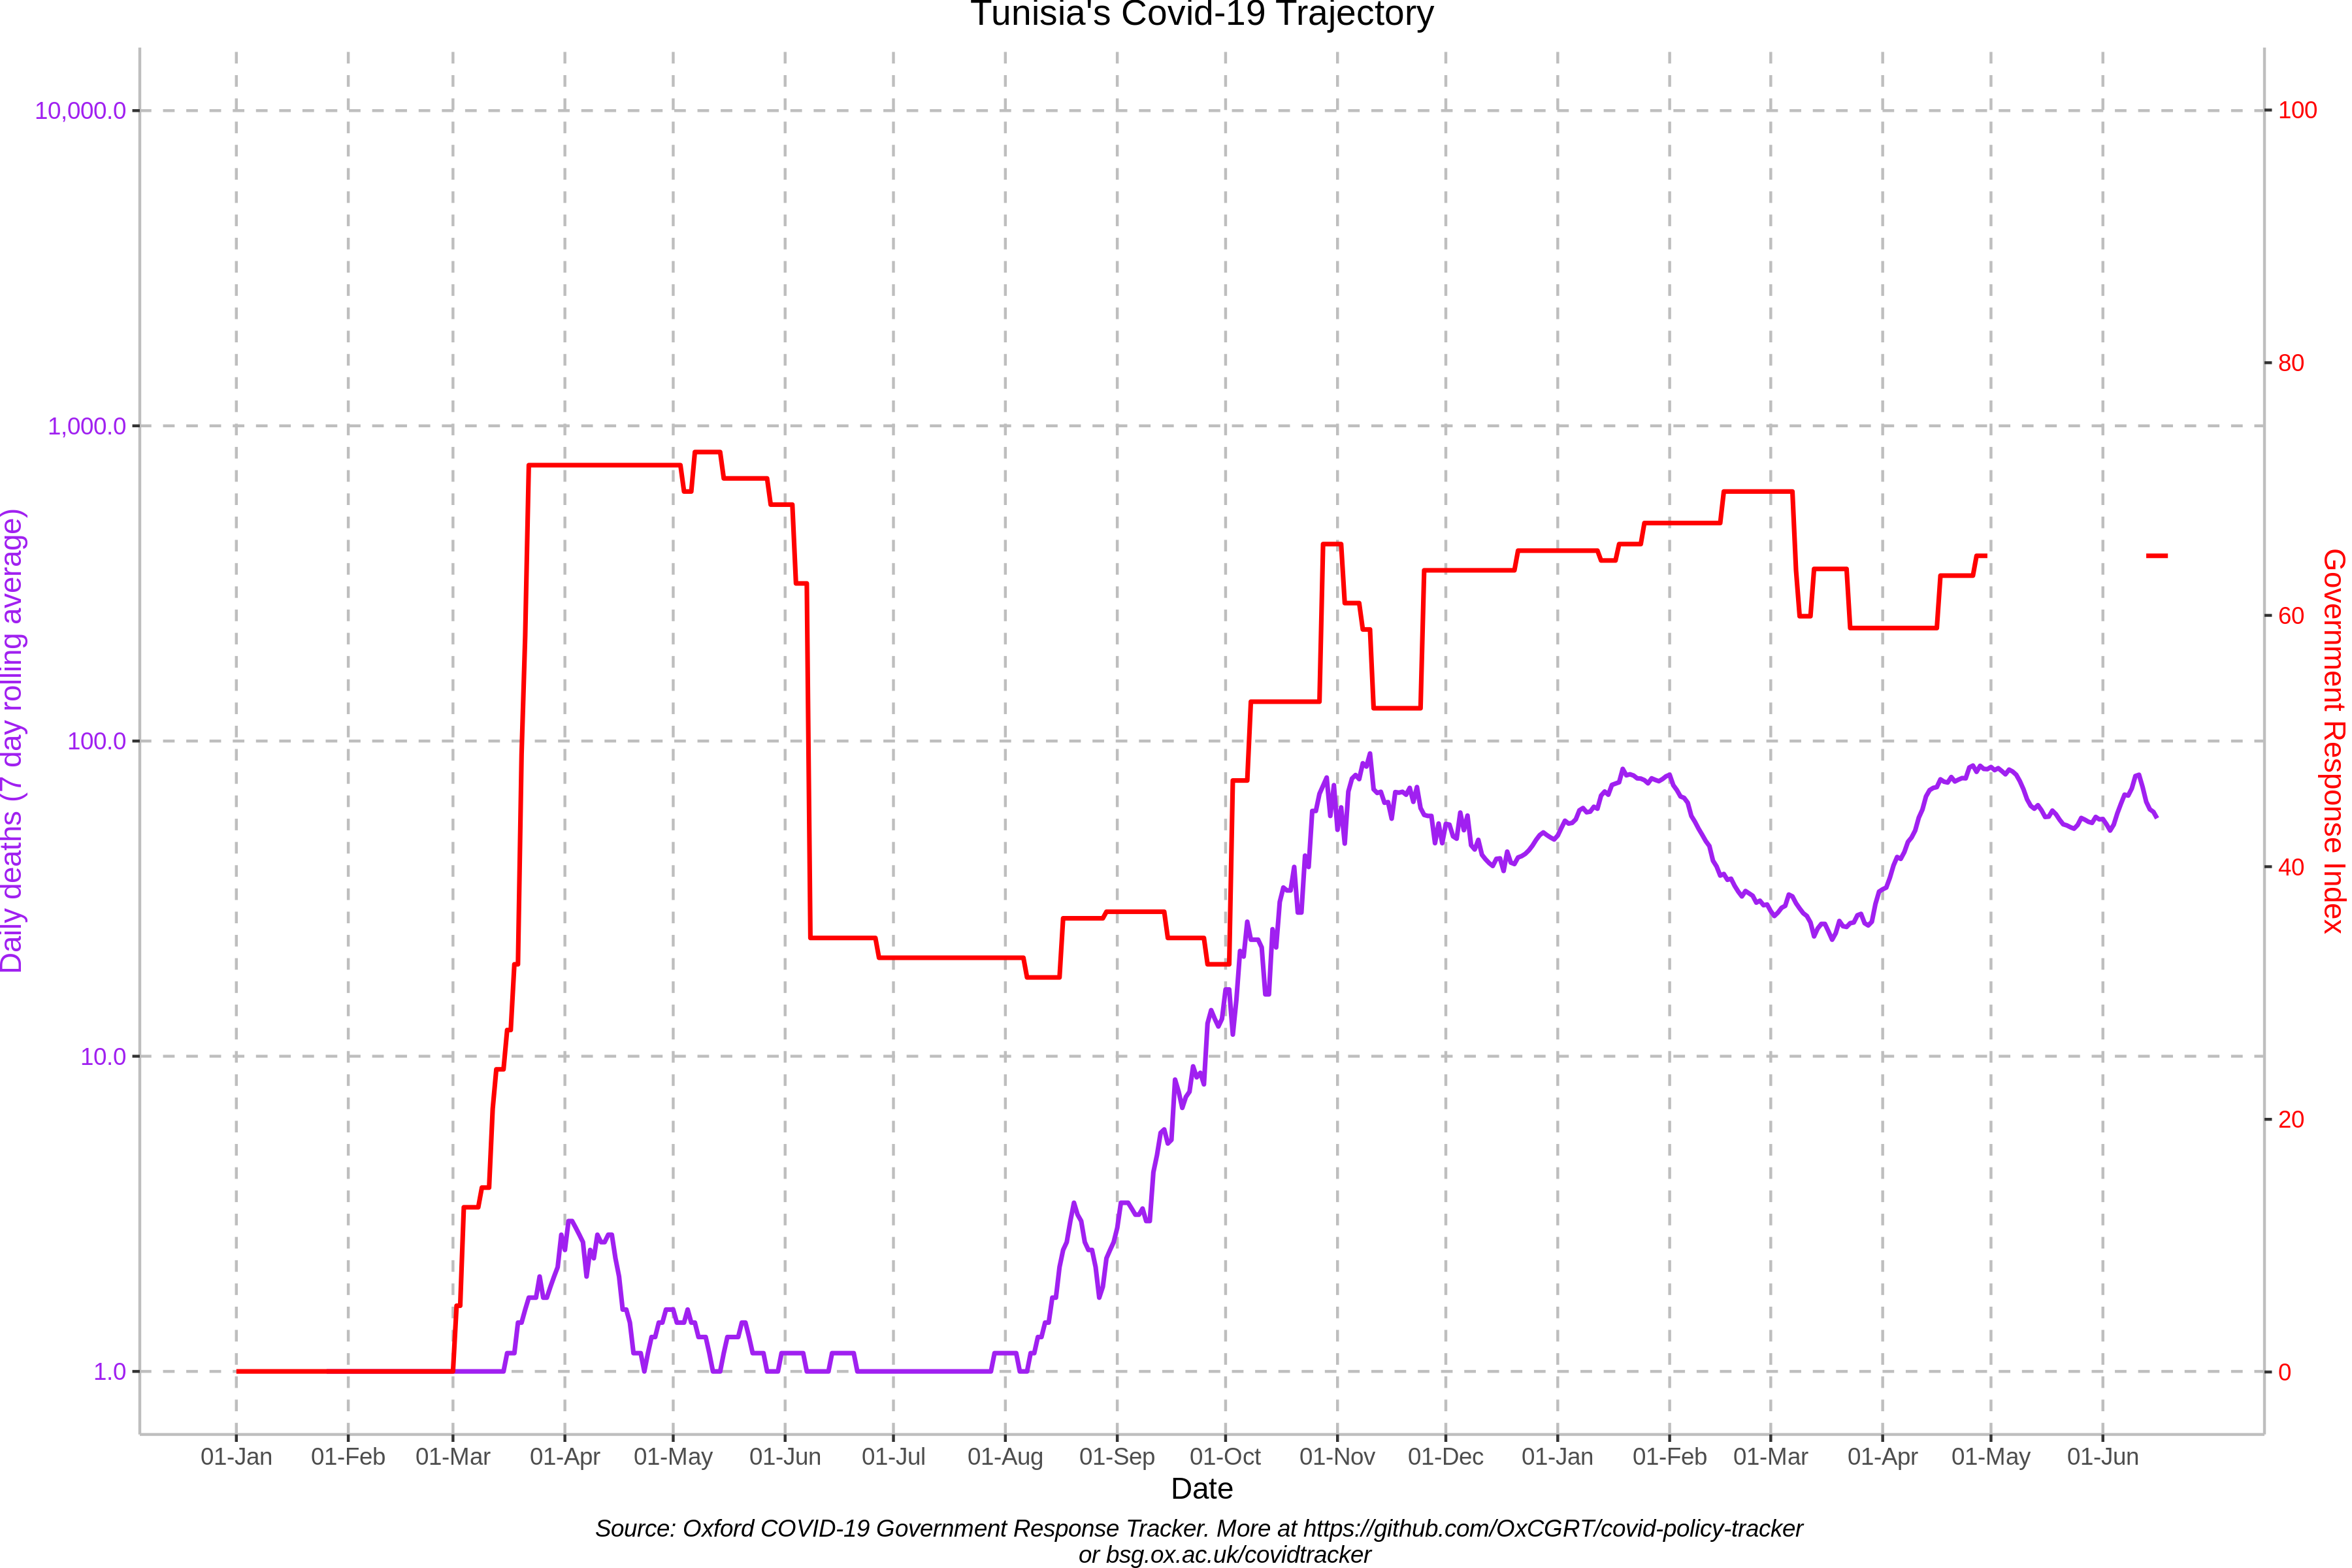 Tunisia's Covid-19 Trajectory
10,000.0
1,000.0
100.0
10.0
1.0
Daily deaths (7 day rolling average)
100
80
60
40
20
0
Government Response Index
01-Jan 01-Feb 01-Mar 01-Apr 01-May 01-Jun 01-Jul 01-Aug 01-Sep 01-Oct 01-Nov 01-Dec 01-Jan 01-Feb 01-Mar 01-Apr 01-May 01-Jun
Date
Source: Oxford COVID-19 Government Response Tracker. More at https://github.com/OxCGRT/covid-policy-tracker
or bsg.ox.ac.uk/covidtracker